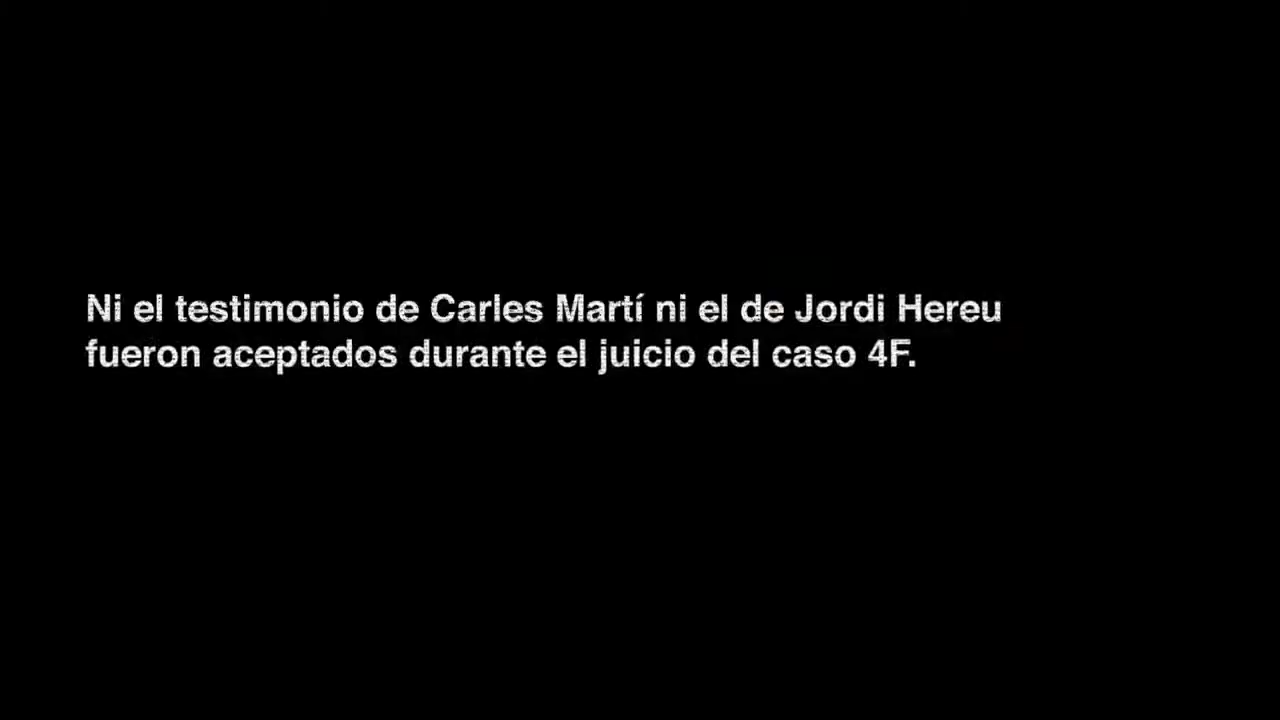 Ni el testimonio de Carles Martí ni el de Jordi Hereu
fueron aceptados durante el juicio del caso 4F.